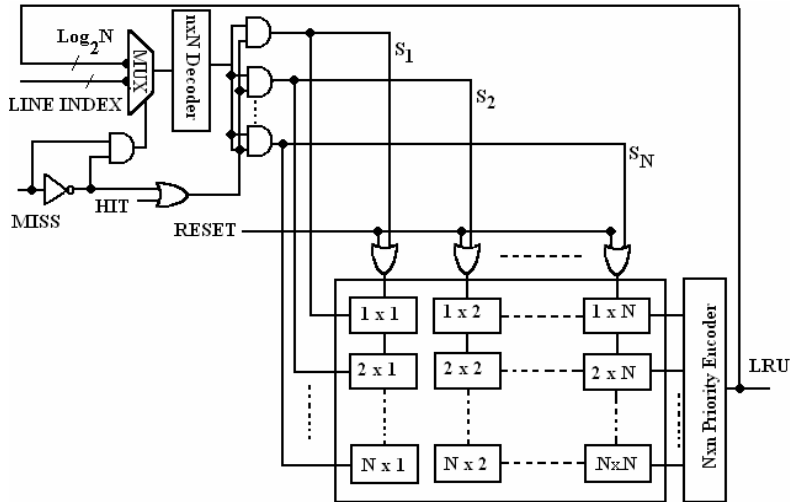 Log2N
MUX
nxN Decoder
LINE INDEX
S1
S2
SN
MISS
HIT
RESET
1 x 1
1 x 2
1 x N
2 x 1
2 x 2
2 x N
N x 1
N x 2
NxN
Nxn Priority Encoder
LRU